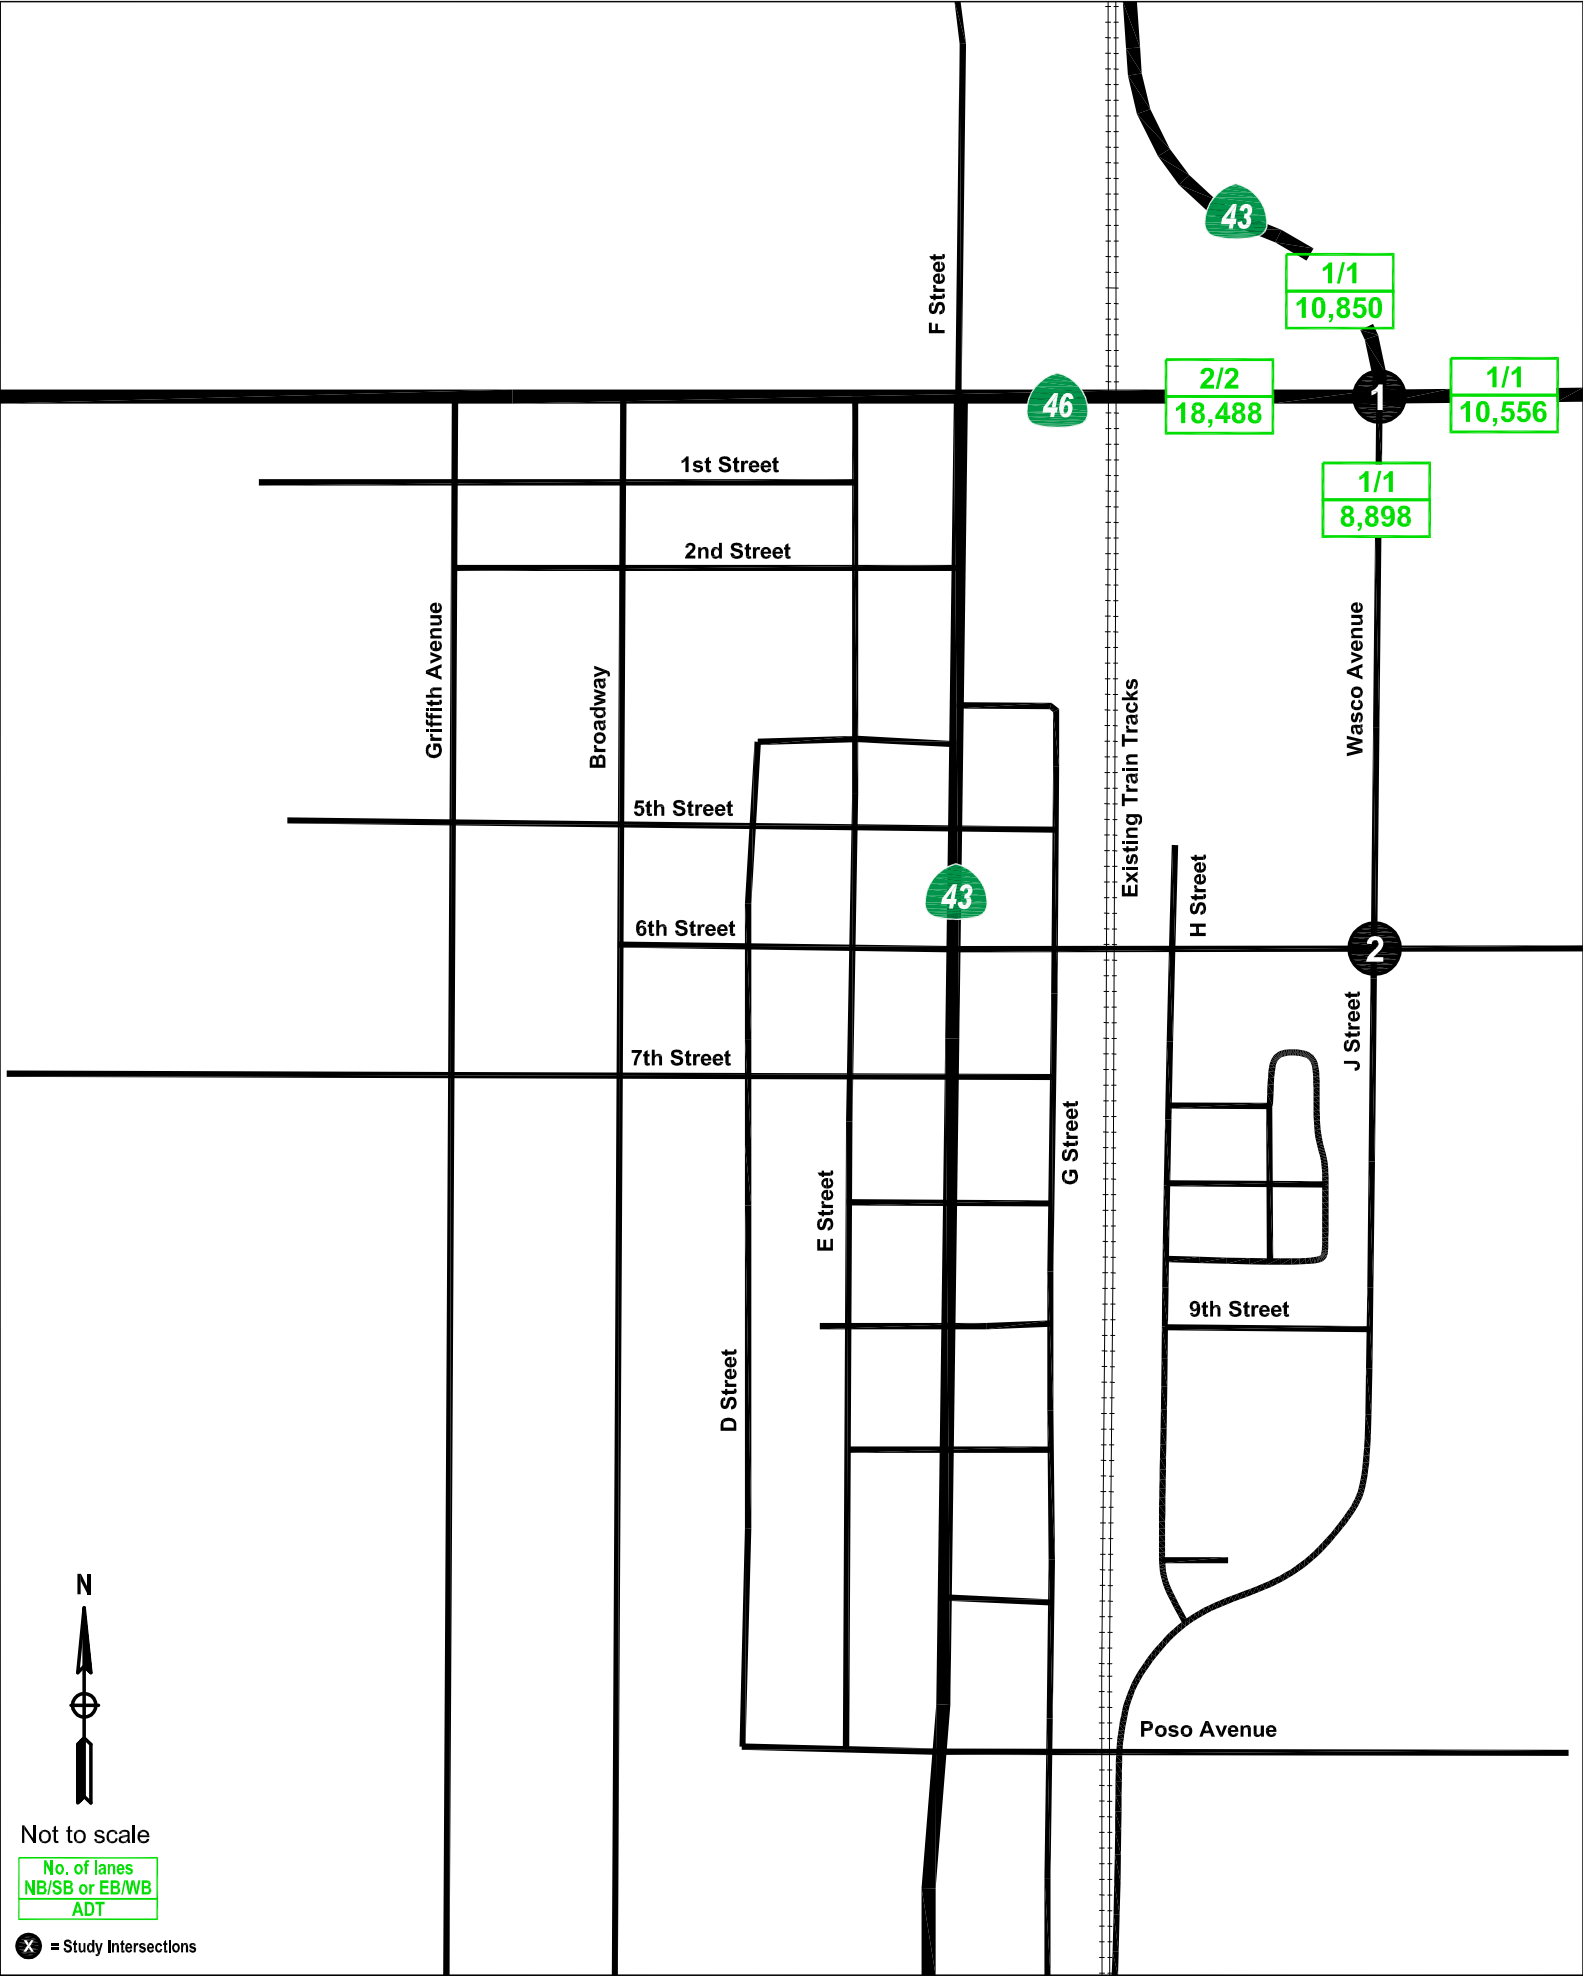 43
F Street
1/1
10,850
46
2/2
18,488
1
1/1
10,556
1st Street
1/1
8,898
2nd Street
Griffith Avenue
Broadway
Existing Train Tracks
Wasco Avenue
5th Street
43
H Street
6th Street
2
J Street
7th Street
G Street
E Street
9th Street
D Street
N
Poso Avenue
Not to scale
No. of lanes
NB/SB or EB/WB
ADT
X = Study Intersections